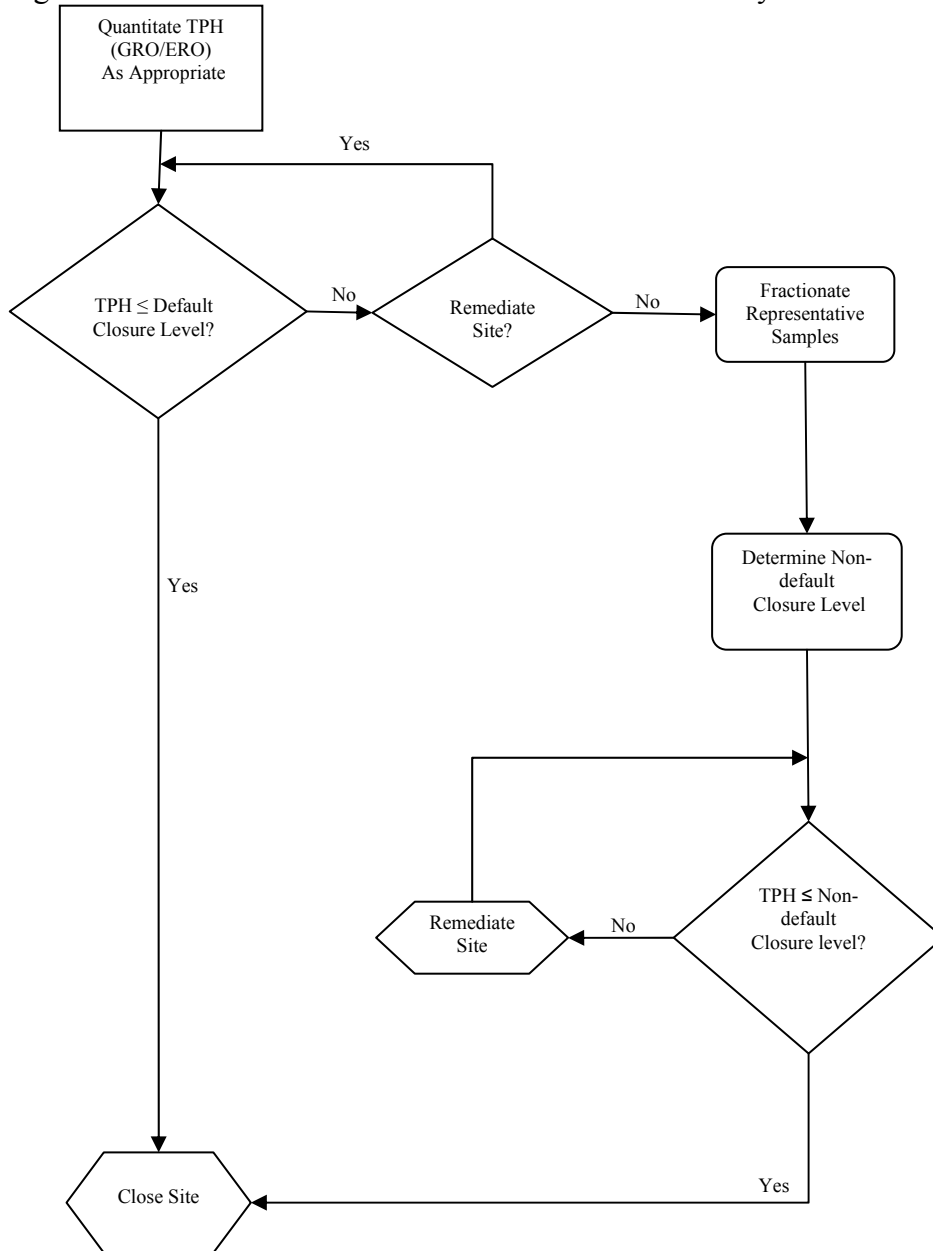 Quantitate TPH
(GRO/ERO)
As Appropriate
Yes
TPH ≤ Default
Closure Level?
No
Remediate
Site?
No
Fractionate
Representative
Samples
Determine Non-
default
Closure Level
Yes
TPH ≤ Non-
default
Closure level?
No
Remediate
Site
Yes
Close Site